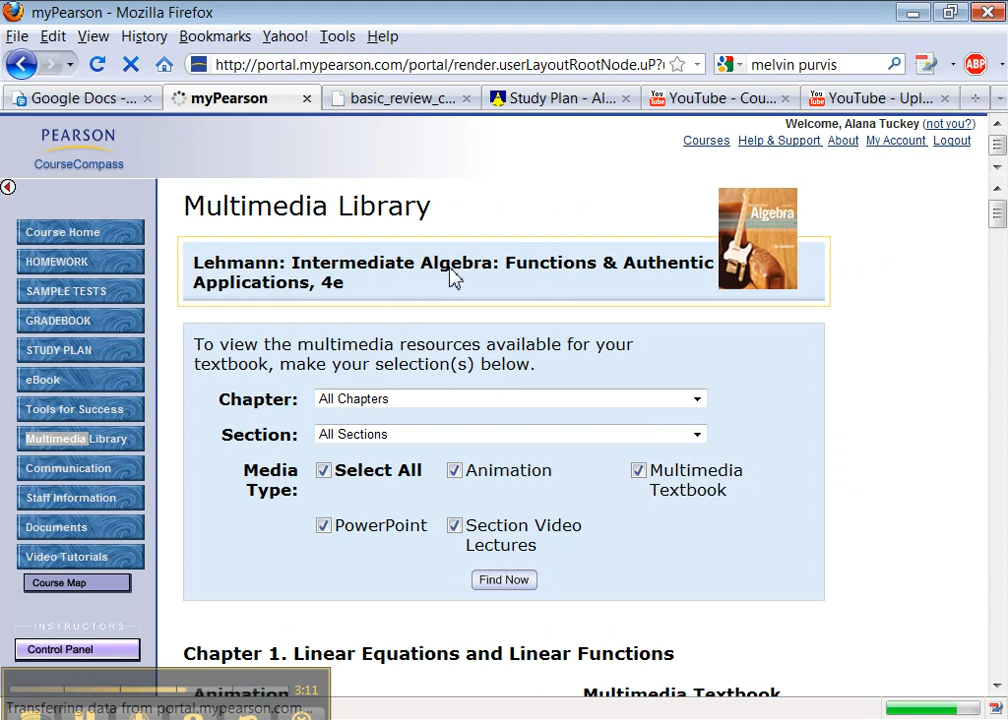 myPearson - Mozilla Firefox
File Edit View History Bookmarks Yahoo! Tools Help
http://portal.mypearson.com/portal/render.userLayoutRootNode.uP?
melvin purvis
ABP
Google Docs -... myPearson basic_review_c... Study Plan - Al... YouTube - Cou... YouTube - Upl...
Welcome, Alana Tuckey (not you?)
Courses Help & Support About My Account Logout
PEARSON
CourseCompass
Course Home
HOMEWORK
SAMPLE TESTS
GRADEBOOK
STUDY PLAN
eBook
Tools for Success
Multimedia Library
Communication
Staff Information
Documents
Video Tutorials
Course Map
INSTRUCTORS
Control Panel
Multimedia Library
Algebra
Lehmann: Intermediate Algebra: Functions & Authentic
Applications, 4e
To view the multimedia resources available for your
textbook, make your selection(s) below.
Chapter: All Chapters
Section: All Sections
Media Type: Select All Animation Multimedia Textbook
PowerPoint Section Video Lectures
Find Now
Chapter 1. Linear Equations and Linear Functions
Animation Multimedia Textbook
3:11
Transferring data from portal.mypearson.com...